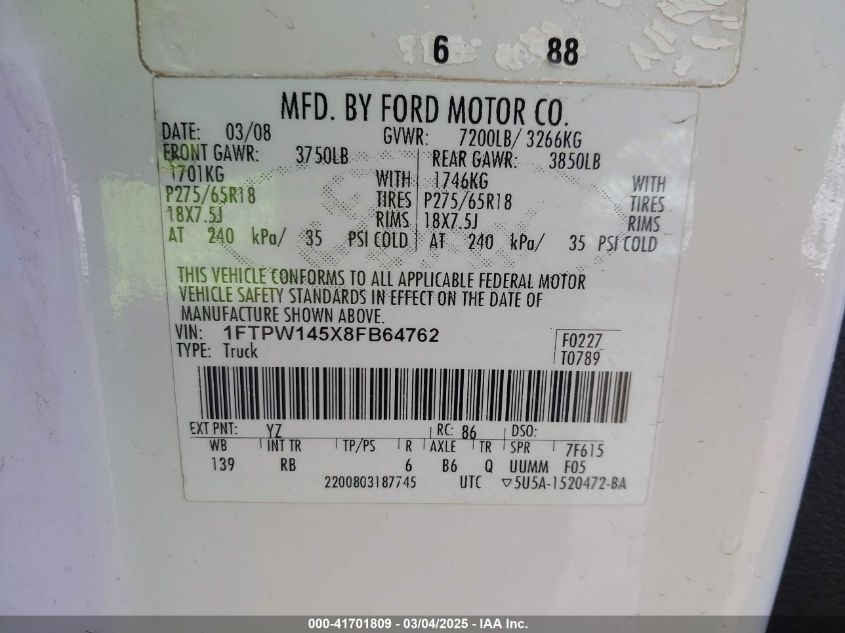 6 88
MFD. BY FORD MOTOR CO.
DATE: 03/08 GVWR: 7200LB/ 3266KG
FRONT GAWR: 3750LB REAR GAWR: 3850LB
1701KG WITH 1746KG WITH
P275/65R18 TIRES P275/65R18 TIRES
18X7.5J RIMS 18X7.5J RIMS
AT 240 kPa/ 35 PSI COLD AT 240 kPa/ 35 PSI COLD
THIS VEHICLE CONFORMS TO ALL APPLICABLE FEDERAL MOTOR
VEHICLE SAFETY STANDARDS IN EFFECT ON THE DATE OF
MANUFACTURE SHOWN ABOVE.
VIN: 1FTPW145X8FB64762 F0227
TYPE: Truck T0789
EXT PNT: YZ RC: 86 DSO:
WB INT TR TP/PS R AXLE TR SPR 7F615
139 RB 6 B6 Q UUMM F05
2200803187745 UTC ▽5U5A-1520472-BA
000-41701809 - 03/04/2025 - IAA Inc.